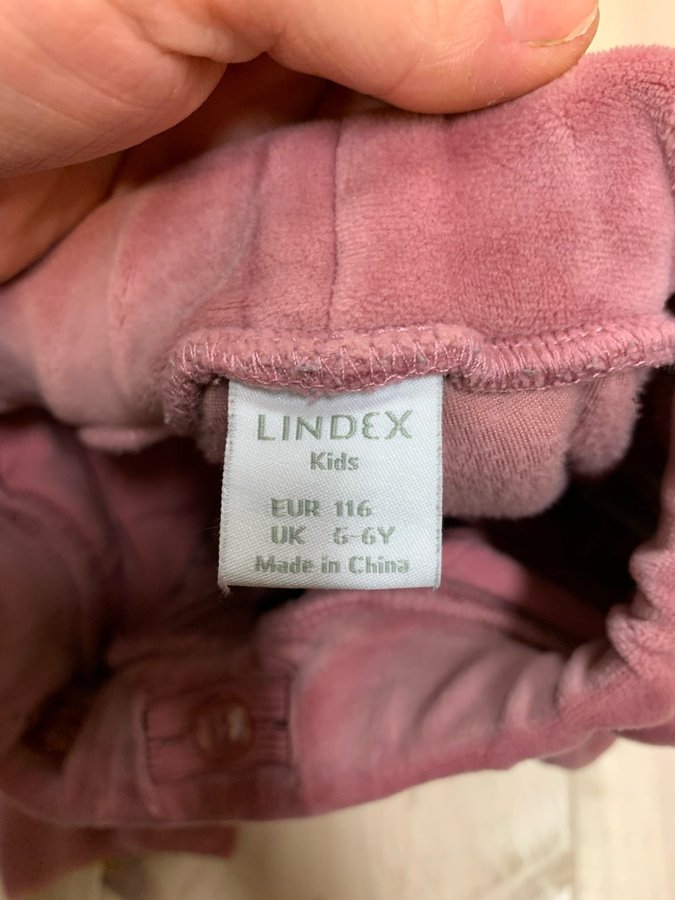 LINDEX
Kids
EUR 116
UK 5-6Y
Made in China